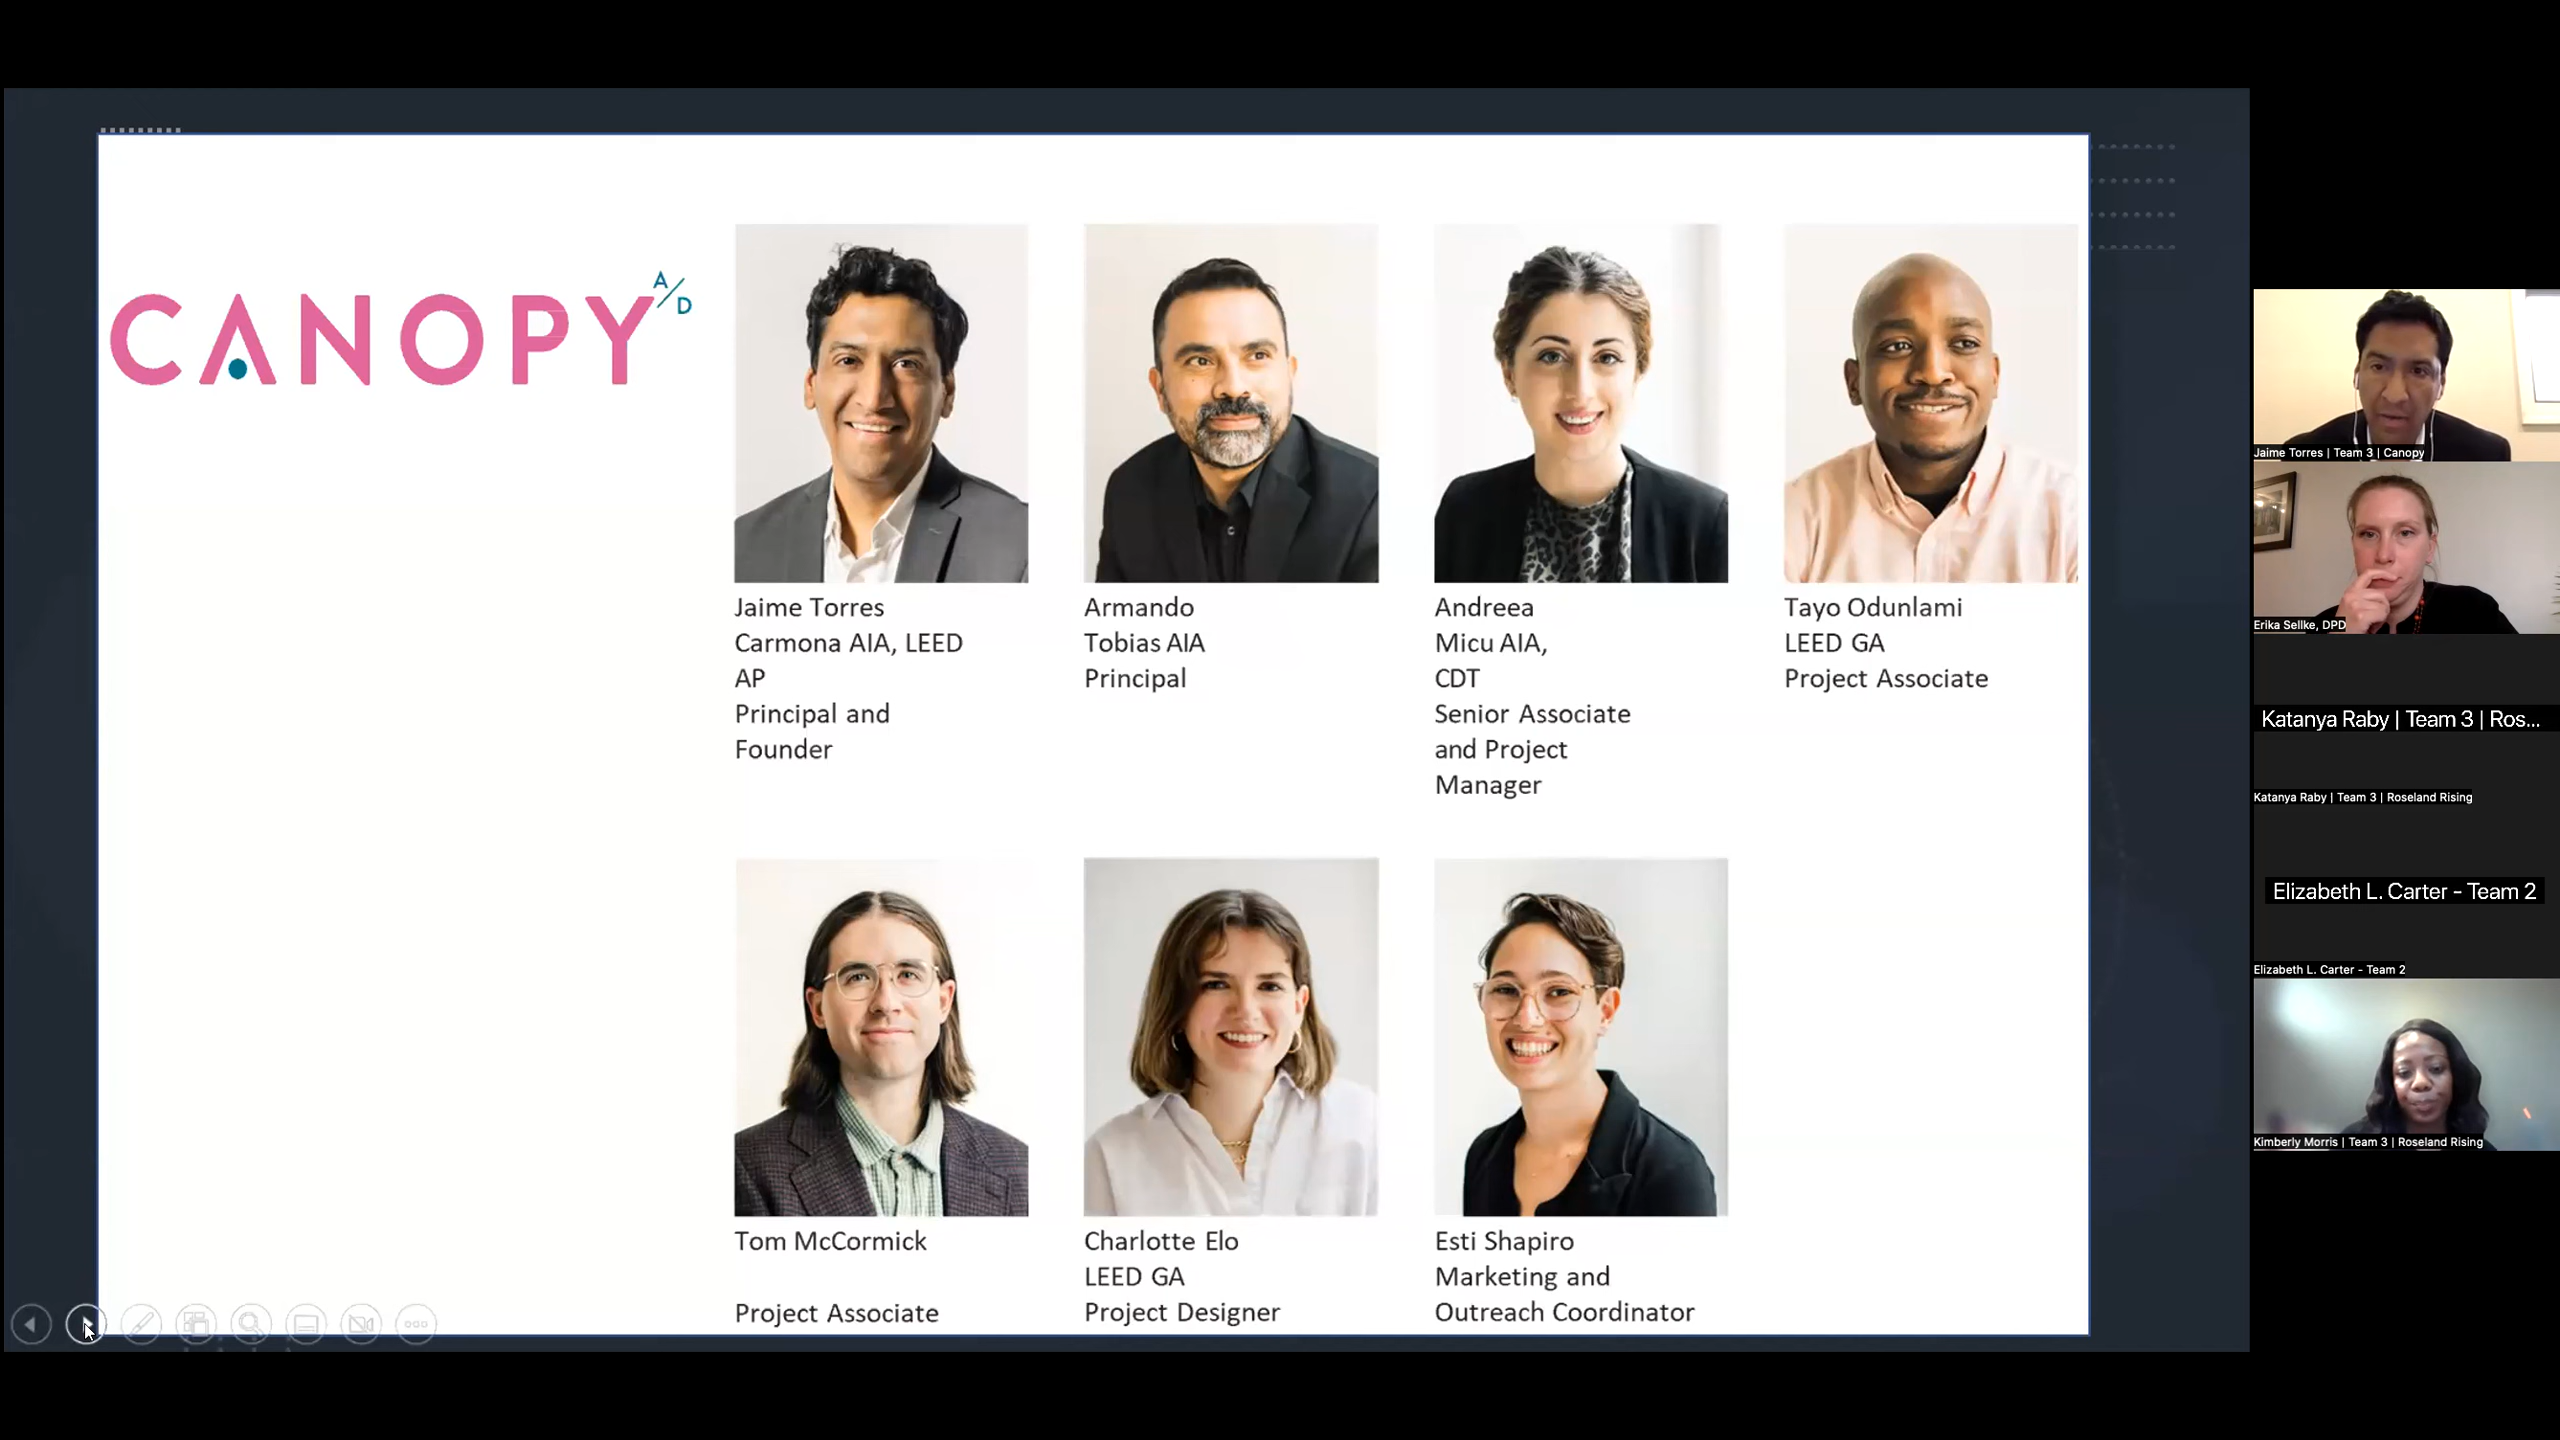 CANOPY A/D
Jaime Torres
Carmona AIA, LEED
AP
Principal and
Founder
Armando
Tobias AIA
Principal
Andreea
Micu AIA,
CDT
Senior Associate
and Project
Manager
Tayo Odunlami
LEED GA
Project Associate
Tom McCormick
Project Associate
Charlotte Elo
LEED GA
Project Designer
Esti Shapiro
Marketing and
Outreach Coordinator
Jaime Torres | Team 3 | Canopy
Erika Sellke, DPD
Katanya Raby | Team 3 | Ros...
Katanya Raby | Team 3 | Roseland Rising
Elizabeth L. Carter - Team 2
Elizabeth L. Carter - Team 2
Kimberly Morris | Team 3 | Roseland Rising